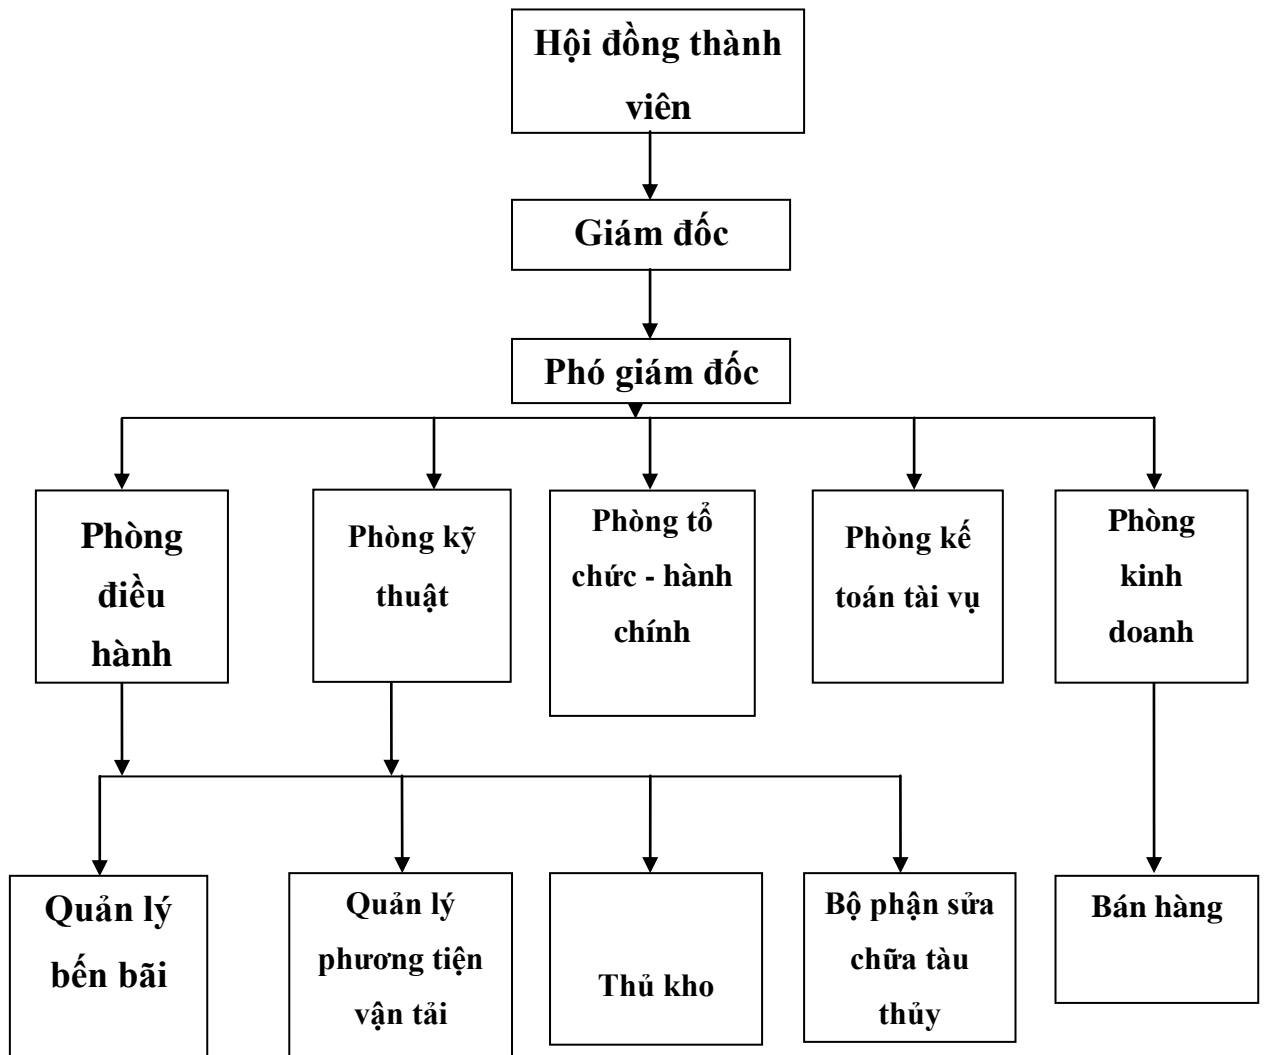 Hội đồng thành
viên
Giám đốc
Phó giám đốc
Phòng
điều
hành
Phòng kỹ
thuật
Phòng tổ
chức - hành
chính
Phòng kế
toán tài vụ
Phòng
kinh
doanh
Quản lý
bến bãi
Quản lý
phương tiện
vận tải
Thủ kho
Bộ phận sửa
chữa tàu
thủy
Bán hàng